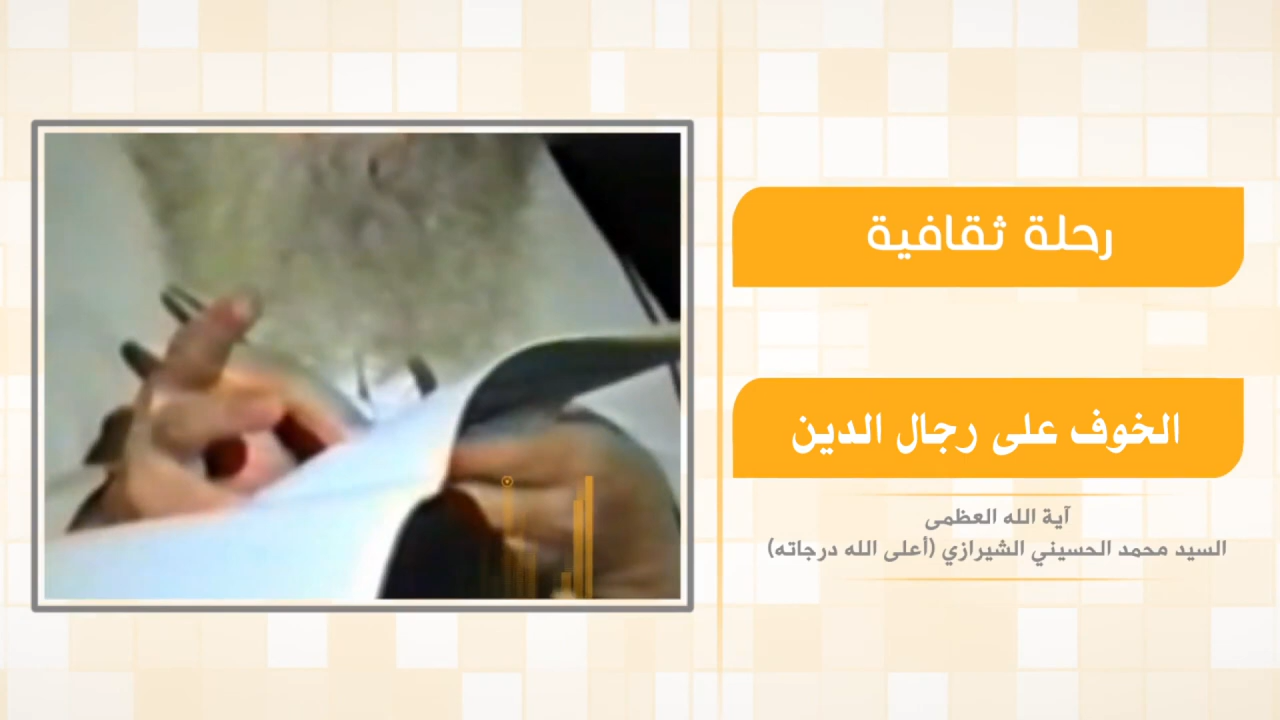 رحلة ثقافية
الخوف على رجال الدين
آية الله العظمى
السيد محمد الحسيني الشيرازي (أعلى الله درجاته)